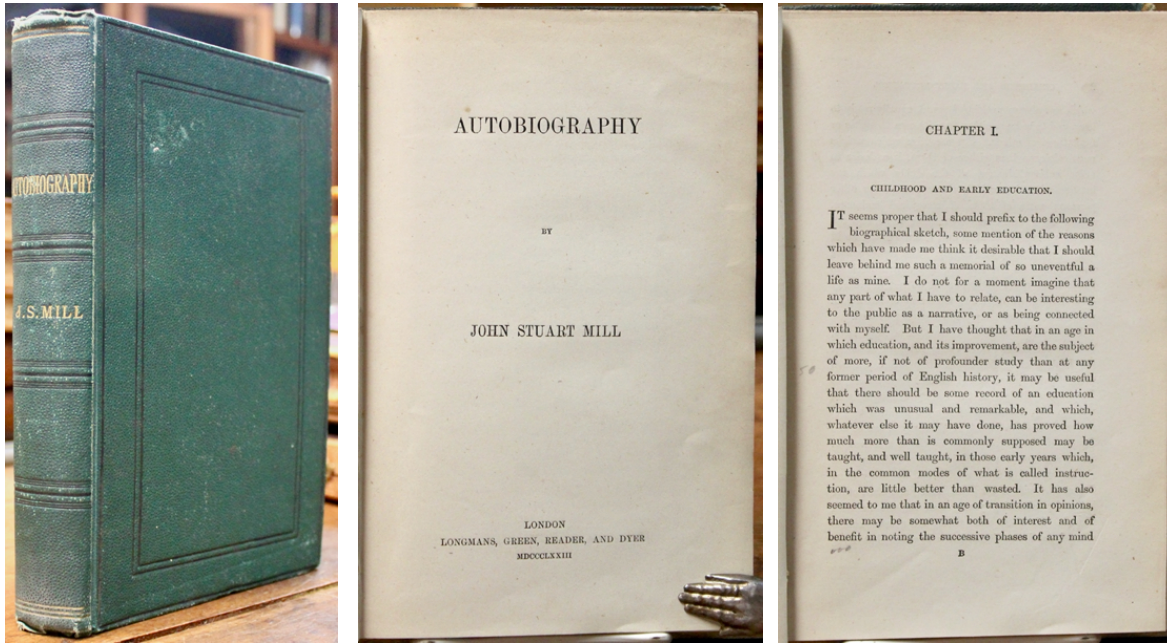 AUTOBIOGRAPHY
J.S.MILL
AUTOBIOGRAPHY
BY
JOHN STUART MILL
LONDON
LONGMANS, GREEN, READER, AND DYER
MDCCCLXXIII
CHAPTER I.
CHILDHOOD AND EARLY EDUCATION.
IT seems proper that I should prefix to the following
biographical sketch, some mention of the reasons
which have made me think it desirable that I should
leave behind me such a memorial of so uneventful a
life as mine. I do not for a moment imagine that
any part of what I have to relate, can be interesting
to the public as a narrative, or as being connected
with myself. But I have thought that in an age in
which education, and its improvement, are the subject
of more, if not of profounder study than at any
former period of English history, it may be useful
that there should be some record of an education
which was unusual and remarkable, and which,
whatever else it may have done, has proved how
much more than is commonly supposed may be
taught, and well taught, in those early years which,
in the common modes of what is called instruc-
tion, are little better than wasted. It has also
seemed to me that in an age of transition in opinions,
there may be somewhat both of interest and of
benefit in noting the successive phases of any mind
B